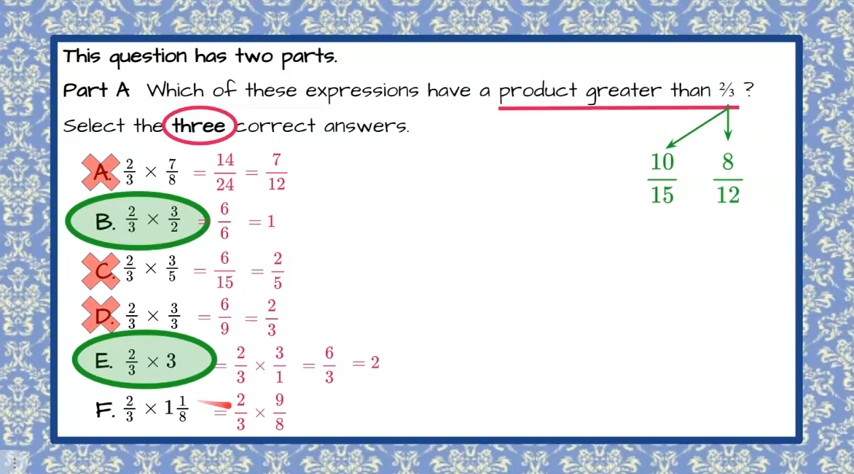 This question has two parts.
Part A Which of these expressions have a product greater than 2/3 ?
Select the three correct answers.
10/15 8/12
A. 2/3 × 7/8 = 14/24 = 7/12
B. 2/3 × 3/2 = 6/6 = 1
C. 2/3 × 3/5 = 6/15 = 2/5
D. 2/3 × 3/3 = 6/9 = 2/3
E. 2/3 × 3 = 2/3 × 3/1 = 6/3 = 2
F. 2/3 × 1 1/8 = 2/3 × 9/8